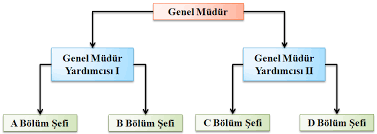 Genel Müdür
Genel Müdür
Yardımcısı I
Genel Müdür
Yardımcısı II
A Bölüm Şefi
B Bölüm Şefi
C Bölüm Şefi
D Bölüm Şefi